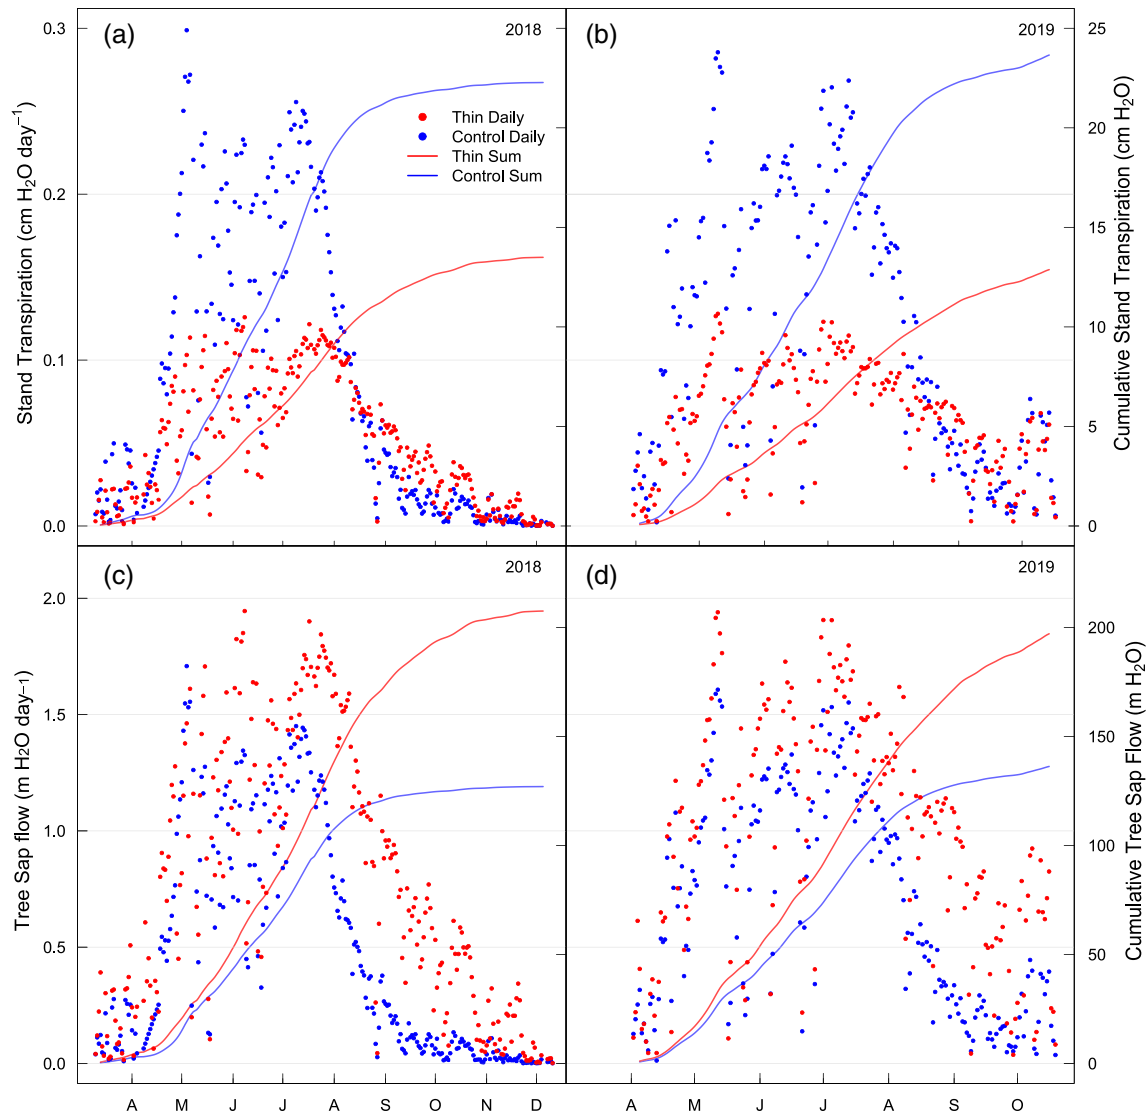 (a)
2018
(b)
2019
Thin Daily
Control Daily
Thin Sum
Control Sum
Stand Transpiration (cm H₂O day⁻¹)
0.3
0.2
0.1
0.0
Cumulative Stand Transpiration (cm H₂O)
25
20
15
10
5
0
(c)
2018
(d)
2019
Tree Sap flow (m H₂O day⁻¹)
2.0
1.5
1.0
0.5
0.0
Cumulative Tree Sap Flow (m H₂O)
200
150
100
50
0
A M J J A S O N D
A M J J A S O